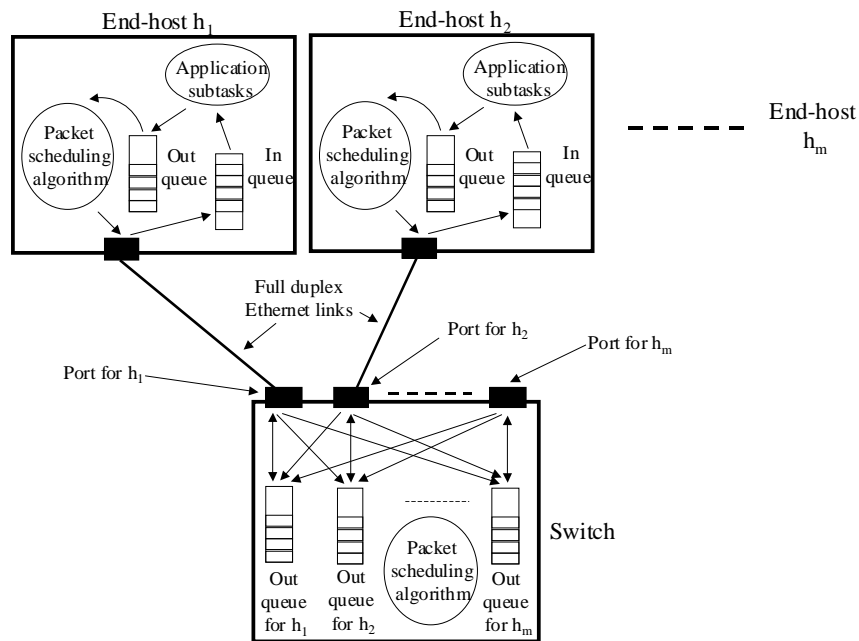 End-host h₁
End-host h₂
Application
subtasks
Packet
scheduling
algorithm
Out
queue
In
queue
Application
subtasks
Packet
scheduling
algorithm
Out
queue
In
queue
End-host
hₘ
Full duplex
Ethernet links
Port for h₁
Port for h₂
Port for hₘ
Switch
Out
queue
for h₁
Out
queue
for h₂
Packet
scheduling
algorithm
Out
queue
for hₘ